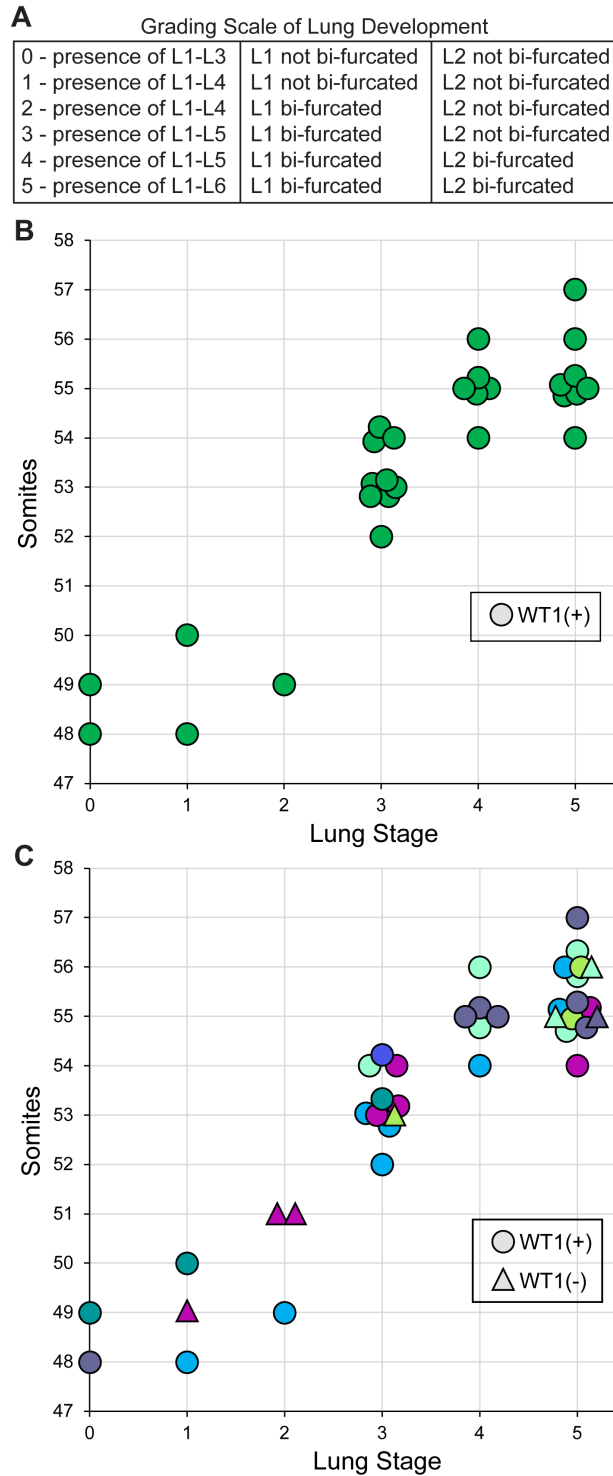 A
Grading Scale of Lung Development
0 - presence of L1-L3 L1 not bi-furcated L2 not bi-furcated
1 - presence of L1-L4 L1 not bi-furcated L2 not bi-furcated
2 - presence of L1-L4 L1 bi-furcated L2 not bi-furcated
3 - presence of L1-L5 L1 bi-furcated L2 not bi-furcated
4 - presence of L1-L5 L1 bi-furcated L2 bi-furcated
5 - presence of L1-L6 L1 bi-furcated L2 bi-furcated
B
58
57
56
55
54
53
52
51
50
49
48
47
Somites
WT1(+)
0 1 2 3 4 5
Lung Stage
C
58
57
56
55
54
53
52
51
50
49
48
47
Somites
WT1(+)
WT1(-)
0 1 2 3 4 5
Lung Stage